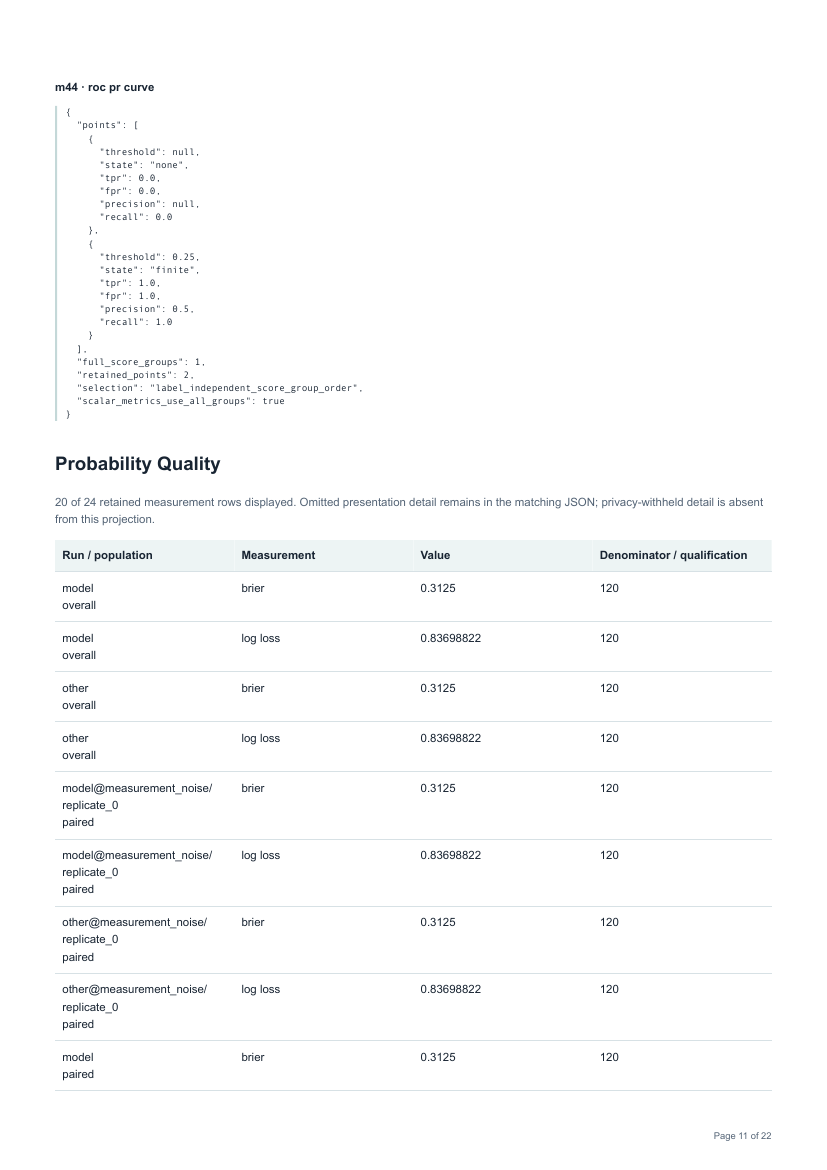 m44 · roc pr curve
{
  "points": [
    {
      "threshold": null,
      "state": "none",
      "tpr": 0.0,
      "fpr": 0.0,
      "precision": null,
      "recall": 0.0
    },
    {
      "threshold": 0.25,
      "state": "finite",
      "tpr": 1.0,
      "fpr": 1.0,
      "precision": 0.5,
      "recall": 1.0
    }
  ],
  "full_score_groups": 1,
  "retained_points": 2,
  "selection": "label_independent_score_group_order",
  "scalar_metrics_use_all_groups": true
}
Probability Quality
20 of 24 retained measurement rows displayed. Omitted presentation detail remains in the matching JSON; privacy-withheld detail is absent
from this projection.
Run / population Measurement Value Denominator / qualification
model brier 0.3125 120
overall
model log loss 0.83698822 120
overall
other brier 0.3125 120
overall
other log loss 0.83698822 120
overall
model@measurement_noise/ brier 0.3125 120
replicate_0
paired
model@measurement_noise/ log loss 0.83698822 120
replicate_0
paired
other@measurement_noise/ brier 0.3125 120
replicate_0
paired
other@measurement_noise/ log loss 0.83698822 120
replicate_0
paired
model brier 0.3125 120
paired
Page 11 of 22